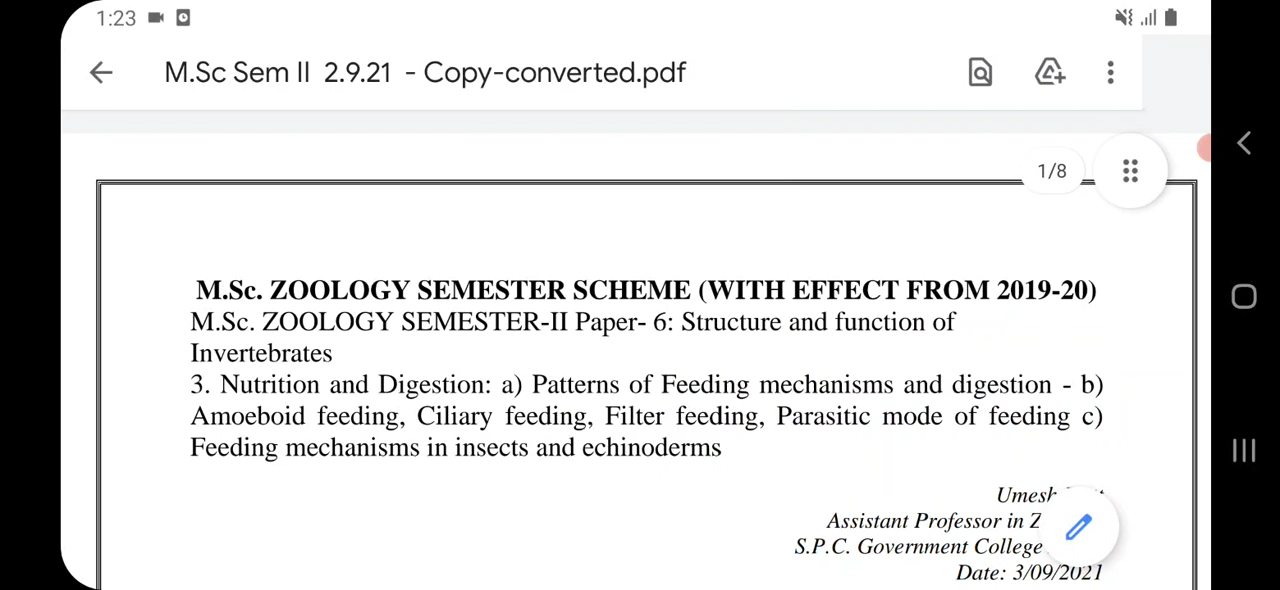 1:23
M.Sc Sem II 2.9.21 - Copy-converted.pdf
1/8
M.Sc. ZOOLOGY SEMESTER SCHEME (WITH EFFECT FROM 2019-20)
M.Sc. ZOOLOGY SEMESTER-II Paper- 6: Structure and function of
Invertebrates
3. Nutrition and Digestion: a) Patterns of Feeding mechanisms and digestion - b)
Amoeboid feeding, Ciliary feeding, Filter feeding, Parasitic mode of feeding c)
Feeding mechanisms in insects and echinoderms
Umesh
Assistant Professor in Z
S.P.C. Government College
Date: 3/09/2021